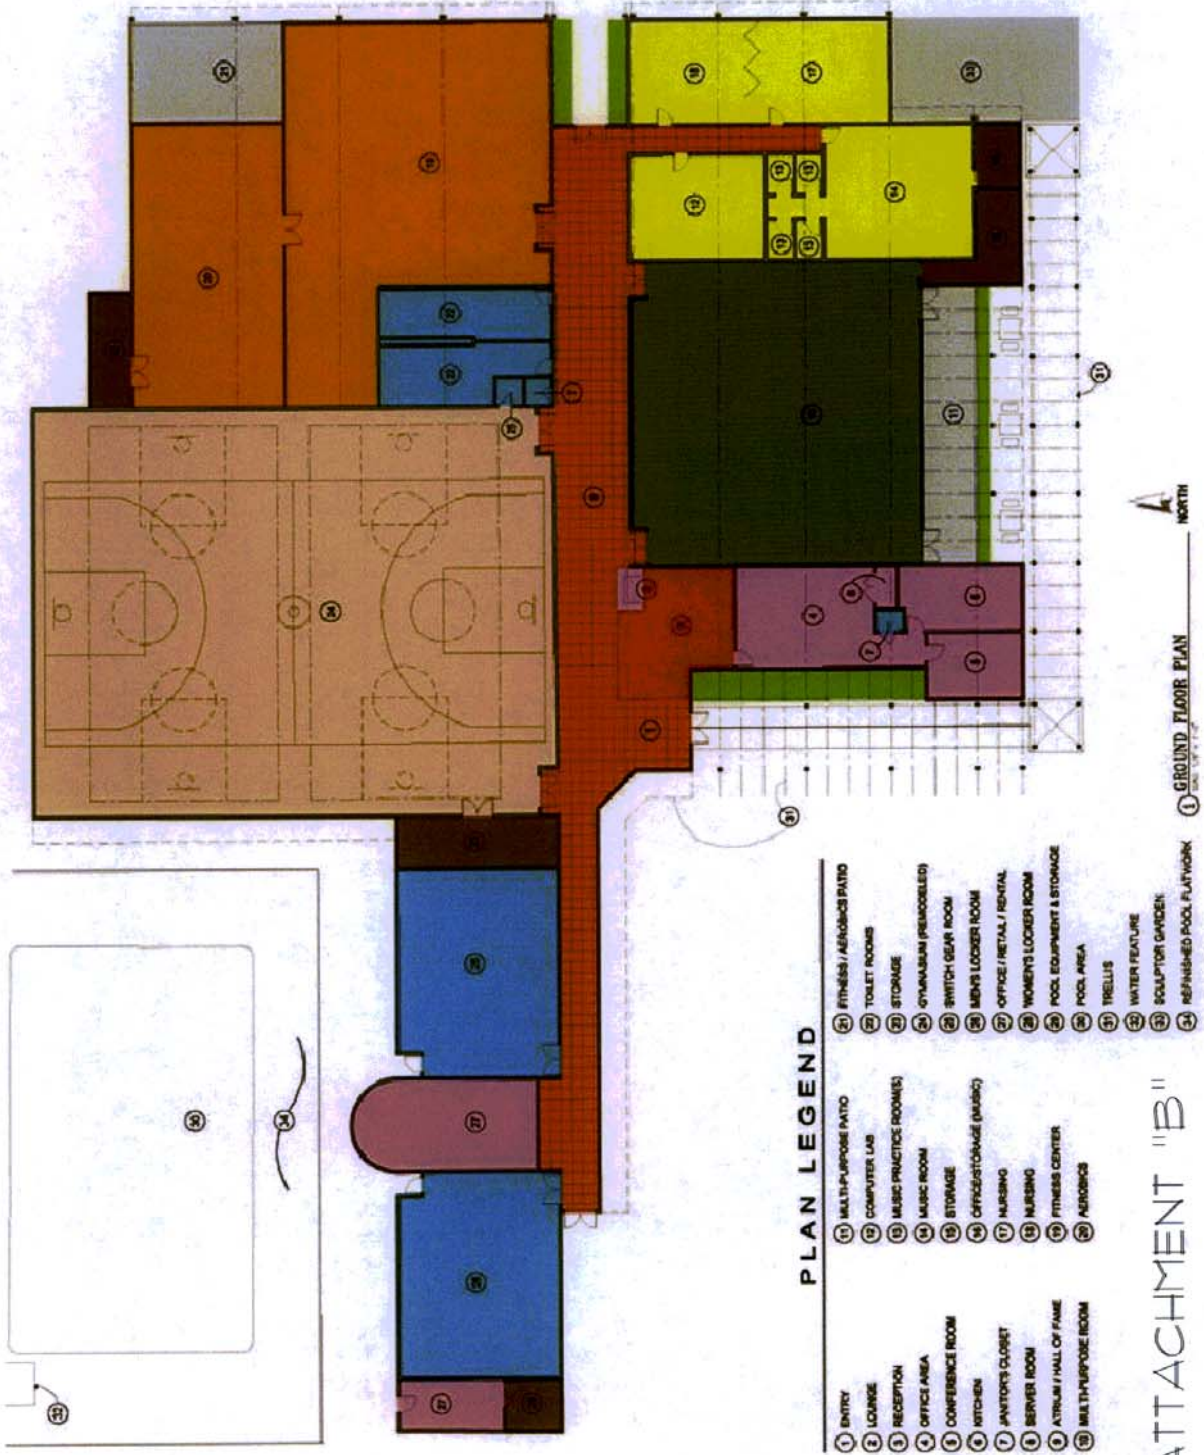 PLAN LEGEND
1 ENTRY
2 LOUNGE
3 RECEPTION
4 OFFICE AREA
5 CONFERENCE ROOM
6 KITCHEN
7 JANITOR'S CLOSET
8 SERVER ROOM
9 ATRIUM / HALL OF FAME
10 MULTI-PURPOSE ROOM
11 MULTI-PURPOSE PATIO
12 COMPUTER LAB
13 MUSIC PRACTICE ROOM(S)
14 MUSIC ROOM
15 STORAGE
16 OFFICE/STORAGE (MUSIC)
17 NURSING
18 NURSING
19 FITNESS CENTER
20 AEROBICS
21 FITNESS / AEROBICS PATIO
22 TOILET ROOMS
23 STORAGE
24 GYMNASIUM (REMODELED)
25 SWITCH GEAR ROOM
26 MEN'S LOCKER ROOM
27 OFFICE / RETAIL / RENTAL
28 WOMEN'S LOCKER ROOM
29 POOL EQUIPMENT & STORAGE
30 POOL AREA
31 TRELLIS
32 WATER FEATURE
33 SCULPTOR GARDEN
34 REFINISHED POOL FLATWORK
1 GROUND FLOOR PLAN
NORTH
ATTACHMENT "B"